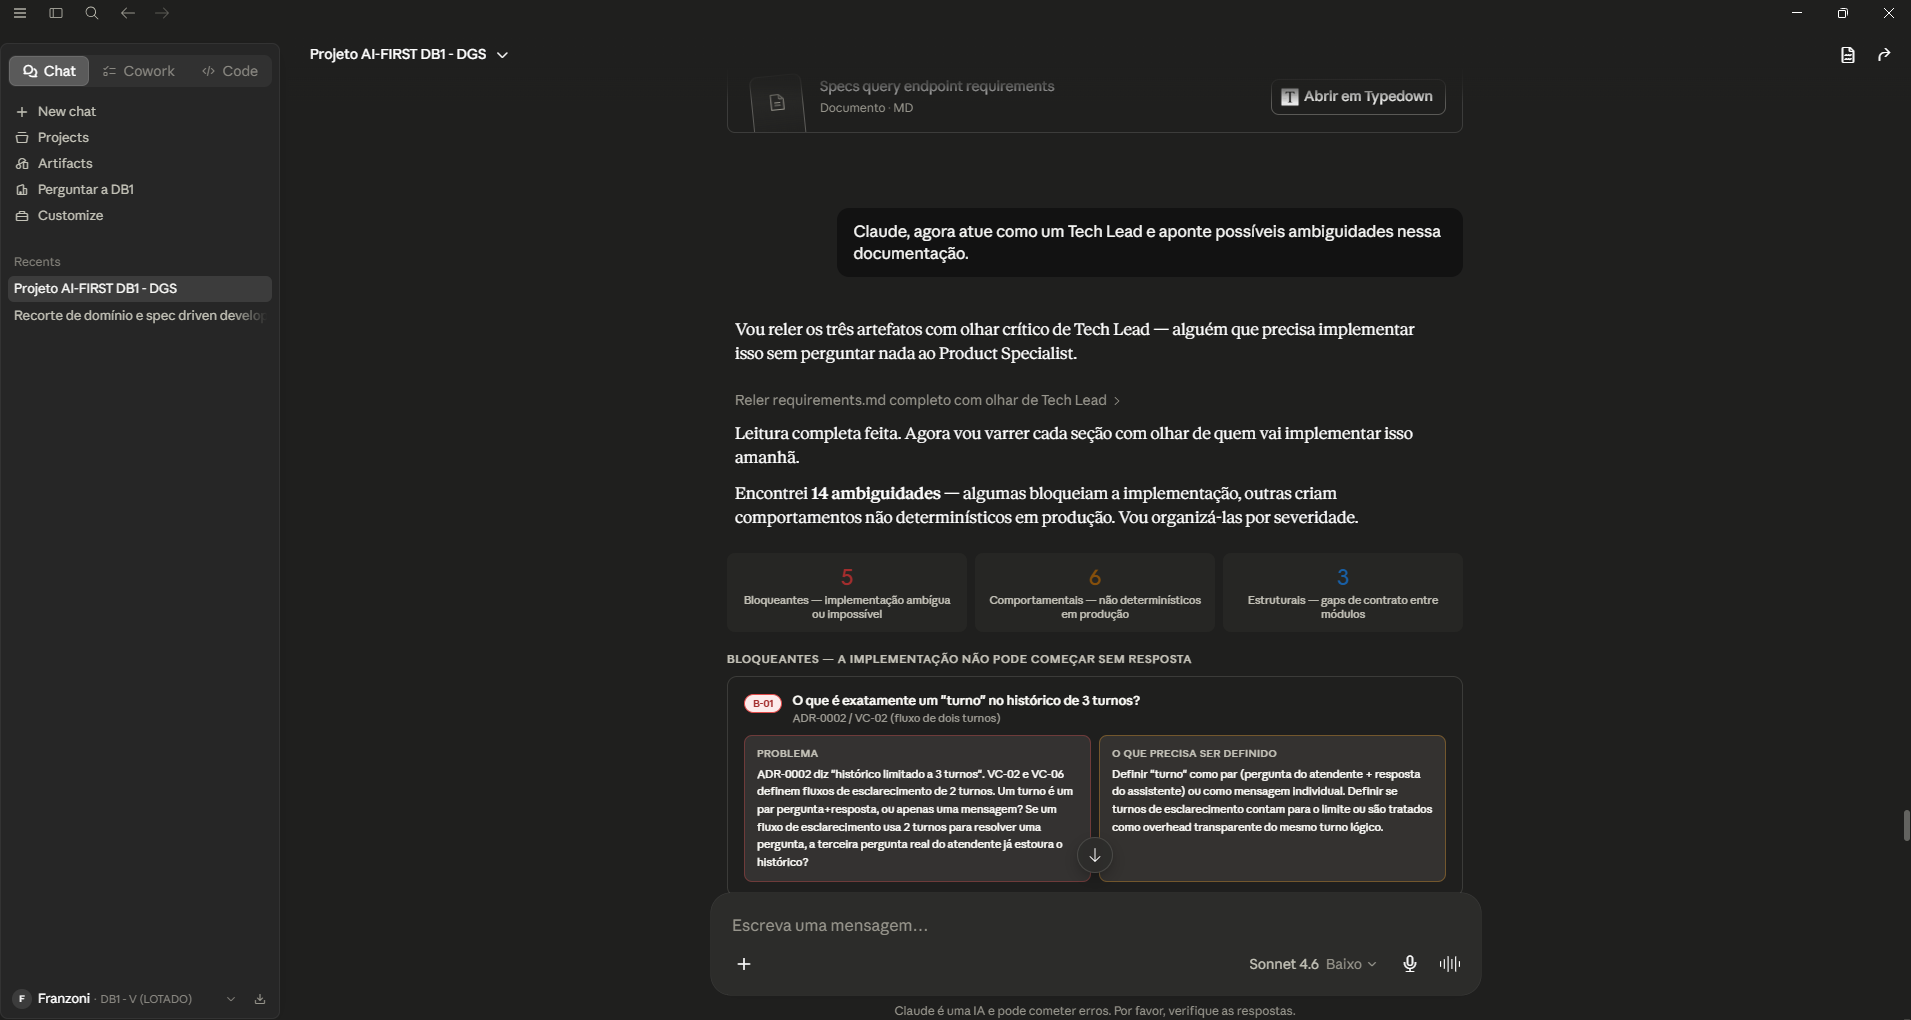 Chat
Cowork
Code
New chat
Projects
Artifacts
Perguntar a DB1
Customize
Recents
Projeto AI-FIRST DB1 - DGS
Recorte de domínio e spec driven develop
F Franzoni · DB1 - V (LOTADO)
Projeto AI-FIRST DB1 - DGS
Specs query endpoint requirements
Documento · MD
T Abrir em Typedown
Claude, agora atue como um Tech Lead e aponte possíveis ambiguidades nessa
documentação.
Vou reler os três artefatos com olhar crítico de Tech Lead — alguém que precisa implementar
isso sem perguntar nada ao Product Specialist.
Reler requirements.md completo com olhar de Tech Lead
Leitura completa feita. Agora vou varrer cada seção com olhar de quem vai implementar isso
amanhã.
Encontrei 14 ambiguidades — algumas bloqueiam a implementação, outras criam
comportamentos não determinísticos em produção. Vou organizá-las por severidade.
5
Bloqueantes — implementação ambígua
ou impossível
6
Comportamentais — não determinísticos
em produção
3
Estruturais — gaps de contrato entre
módulos
BLOQUEANTES — A IMPLEMENTAÇÃO NÃO PODE COMEÇAR SEM RESPOSTA
B-01 O que é exatamente um "turno" no histórico de 3 turnos?
ADR-0002 / VC-02 (fluxo de dois turnos)
PROBLEMA
ADR-0002 diz "histórico limitado a 3 turnos". VC-02 e VC-06
definem fluxos de esclarecimento de 2 turnos. Um turno é um
par pergunta+resposta, ou apenas uma mensagem? Se um
fluxo de esclarecimento usa 2 turnos para resolver uma
pergunta, a terceira pergunta real do atendente já estoura o
histórico?
O QUE PRECISA SER DEFINIDO
Definir "turno" como par (pergunta do atendente + resposta
do assistente) ou como mensagem individual. Definir se
turnos de esclarecimento contam para o limite ou são tratados
como overhead transparente do mesmo turno lógico.
Escreva uma mensagem...
Sonnet 4.6 Baixo
Claude é uma IA e pode cometer erros. Por favor, verifique as respostas.